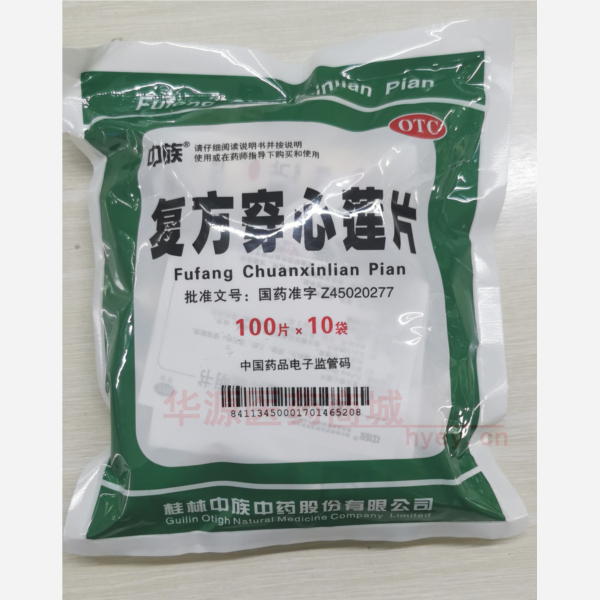 Fufang
inlian Pian
OTC
中族®
请仔细阅读说明书并按说明
使用或在药师指导下购买和使用
复方穿心莲片
Fufang Chuanxinlian Pian
批准文号：国药准字 Z45020277
100片×10袋
中国药品电子监管码
84113450001701465208
华源医药商城
hyey.cn
桂林中族中药股份有限公司
Guilin Otigh Natural Medicine Company Limited